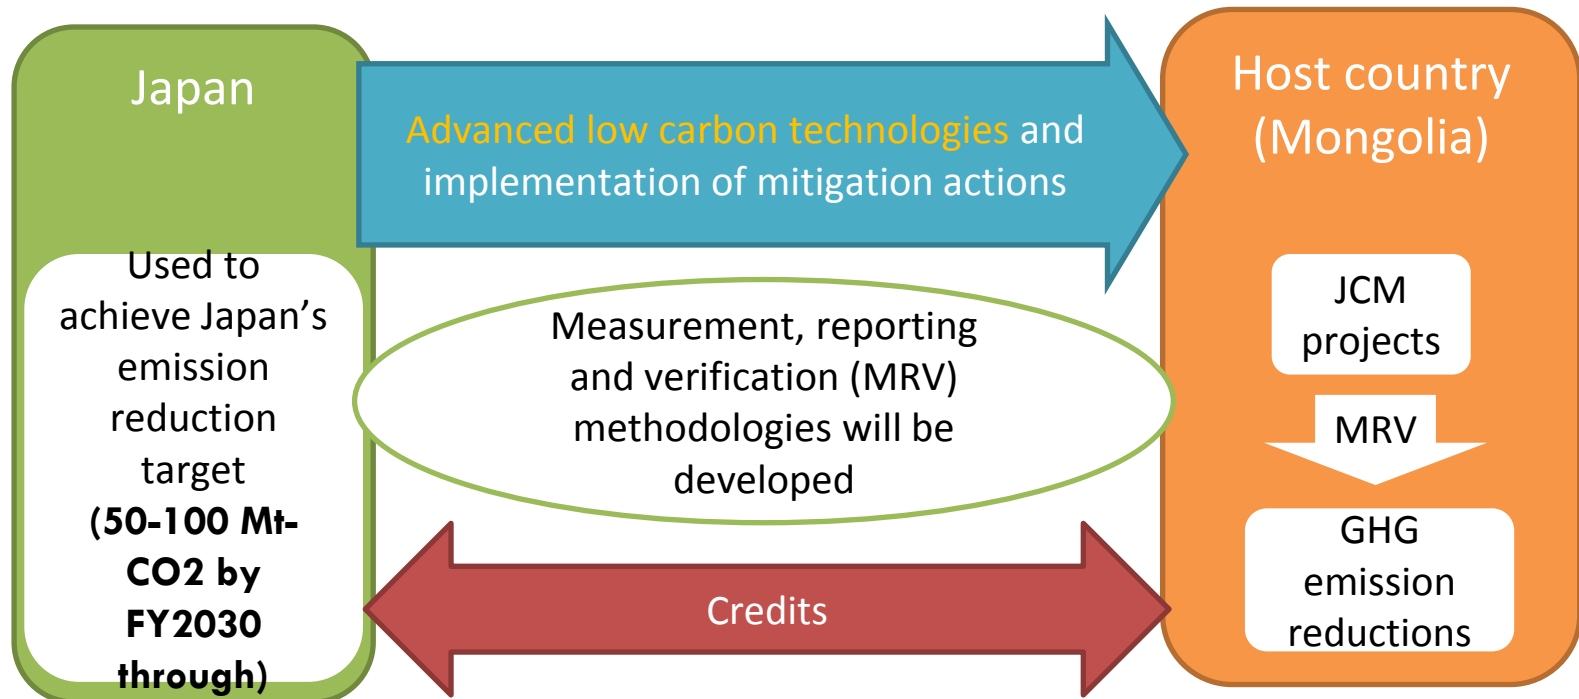 Japan
Used to
achieve Japan’s
emission
reduction
target
(50-100 Mt-
CO2 by
FY2030
through)
Advanced low carbon technologies and
implementation of mitigation actions
Measurement, reporting
and verification (MRV)
methodologies will be
developed
Credits
Host country
(Mongolia)
JCM
projects
MRV
GHG
emission
reductions